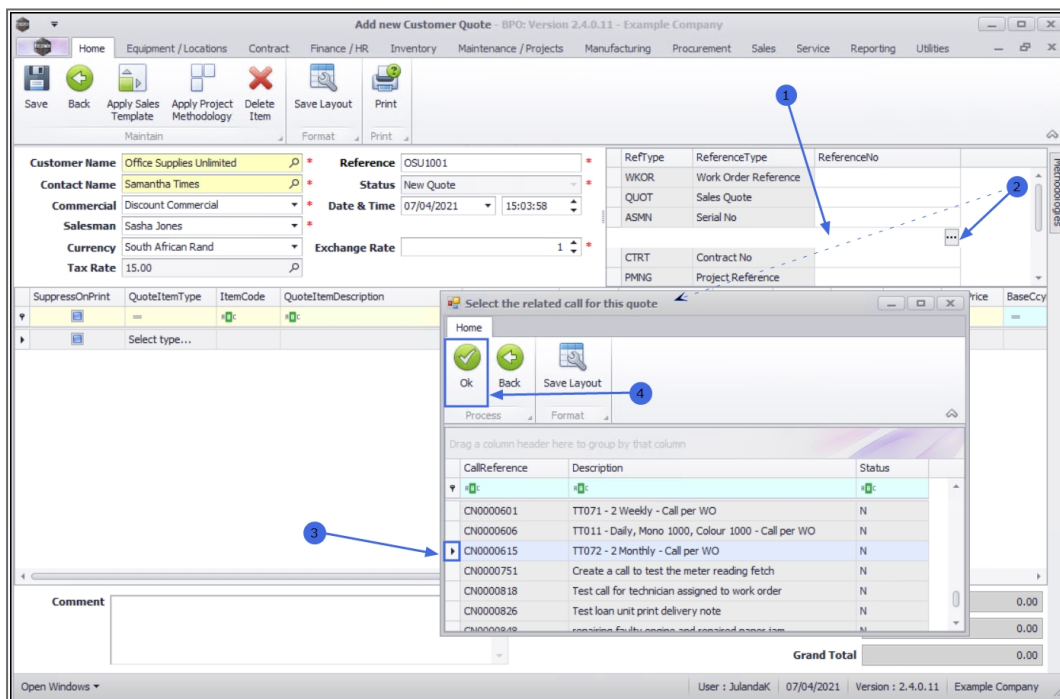 Add new Customer Quote - BPO: Version 2.4.0.11 - Example Company
Home Equipment / Locations Contract Finance / HR Inventory Maintenance / Projects Manufacturing Procurement Sales Service Reporting Utilities
Save Back Apply Sales Template Apply Project Methodology Delete Item Save Layout Print
Maintain Format Print
1
2
Methodologies
Customer Name Office Supplies Unlimited * Reference OSU1001 *
Contact Name Samantha Times * Status New Quote *
Commercial Discount Commercial * Date & Time 07/04/2021 15:03:58
Salesman Sasha Jones *
Currency South African Rand Exchange Rate 1 *
Tax Rate 15.00
RefType ReferenceType ReferenceNo
WKOR Work Order Reference
QUOT Sales Quote
ASMN Serial No
...
CTRT Contract No
PMNG Project Reference
SuppressOnPrint QuoteItemType ItemCode QuoteItemDescription Price BaseCcy
Select type...
Select the related call for this quote
Home
Ok Back Save Layout
4
Process Format
Drag a column header here to group by that column
CallReference Description Status
CN0000601 TT071 - 2 Weekly - Call per WO N
CN0000606 TT011 - Daily, Mono 1000, Colour 1000 - Call per WO N
3
CN0000615 TT072 - 2 Monthly - Call per WO N
CN0000751 Create a call to test the meter reading fetch N
CN0000818 Test call for technician assigned to work order N
CN0000826 Test loan unit print delivery note N
CN0000848 repairing faulty engine and repaired paper jam N
Comment
0.00
0.00
Grand Total 0.00
Open Windows User : JulandaK 07/04/2021 Version : 2.4.0.11 Example Company